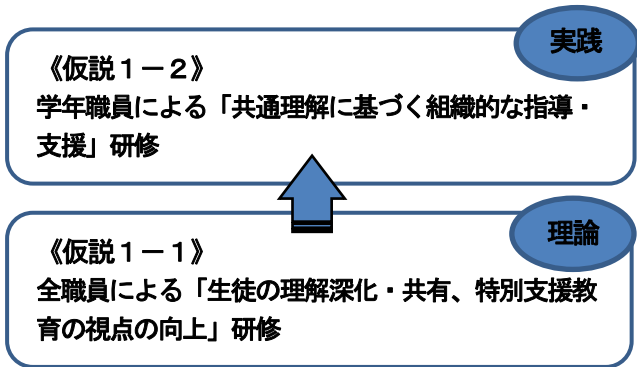 実践
《仮説１－２》
学年職員による「共通理解に基づく組織的な指導・
支援」研修
理論
《仮説１－１》
全職員による「生徒の理解深化・共有、特別支援教
育の視点の向上」研修